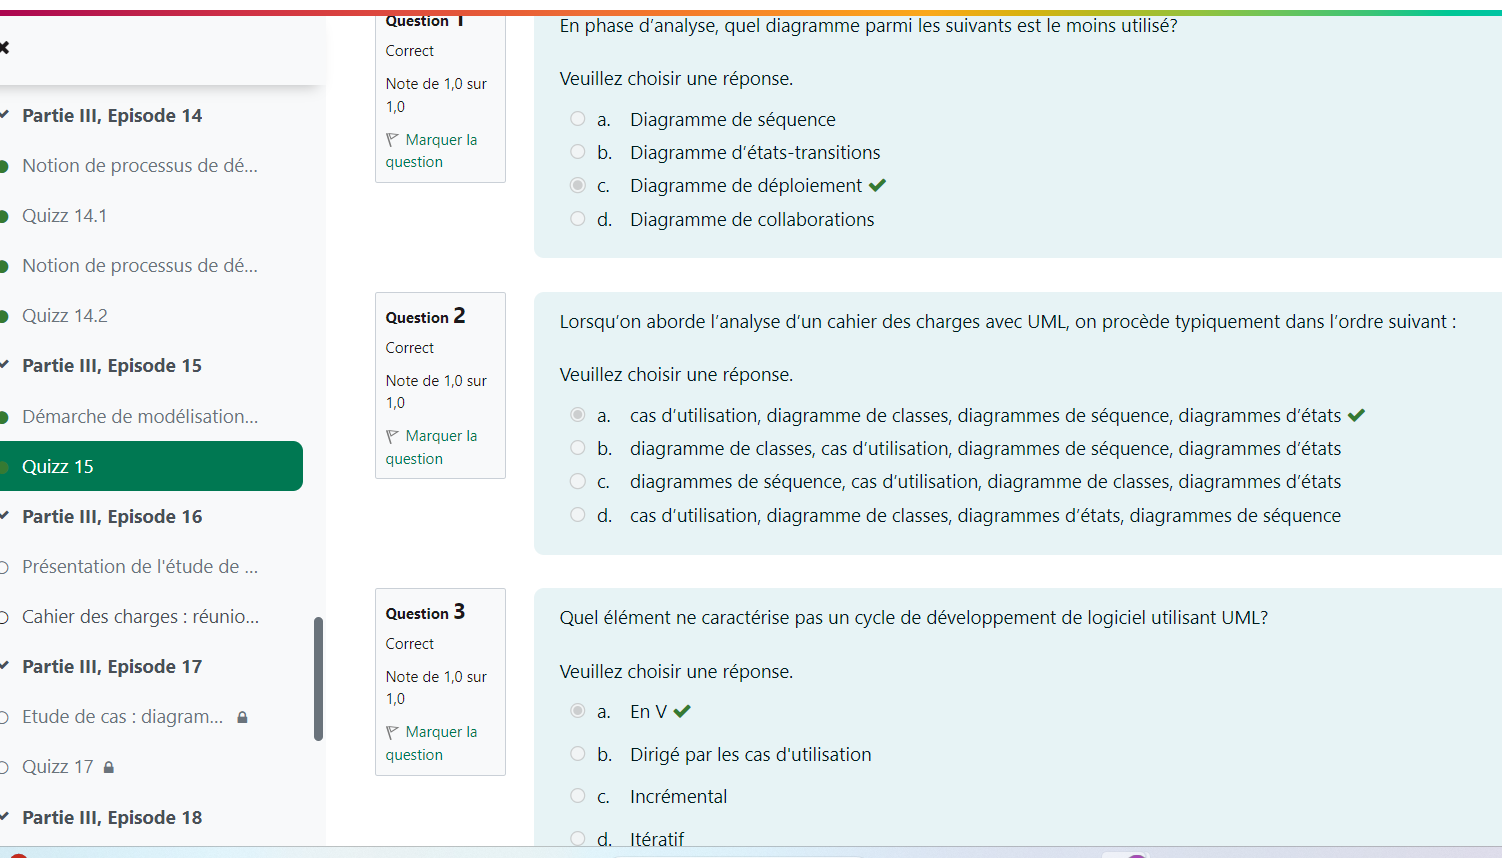 Partie III, Episode 14
Notion de processus de dé...
Quizz 14.1
Notion de processus de dé...
Quizz 14.2
Partie III, Episode 15
Démarche de modélisation...
Quizz 15
Partie III, Episode 16
Présentation de l'étude de ...
Cahier des charges : réunio...
Partie III, Episode 17
Etude de cas : diagram...
Quizz 17
Partie III, Episode 18
Question 1
Correct
Note de 1,0 sur
1,0
Marquer la
question
En phase d’analyse, quel diagramme parmi les suivants est le moins utilisé?
Veuillez choisir une réponse.
a. Diagramme de séquence
b. Diagramme d’états-transitions
c. Diagramme de déploiement
d. Diagramme de collaborations
Question 2
Correct
Note de 1,0 sur
1,0
Marquer la
question
Lorsqu’on aborde l’analyse d’un cahier des charges avec UML, on procède typiquement dans l’ordre suivant :
Veuillez choisir une réponse.
a. cas d’utilisation, diagramme de classes, diagrammes de séquence, diagrammes d’états
b. diagramme de classes, cas d’utilisation, diagrammes de séquence, diagrammes d’états
c. diagrammes de séquence, cas d’utilisation, diagramme de classes, diagrammes d’états
d. cas d’utilisation, diagramme de classes, diagrammes d’états, diagrammes de séquence
Question 3
Correct
Note de 1,0 sur
1,0
Marquer la
question
Quel élément ne caractérise pas un cycle de développement de logiciel utilisant UML?
Veuillez choisir une réponse.
a. En V
b. Dirigé par les cas d'utilisation
c. Incrémental
d. Itératif